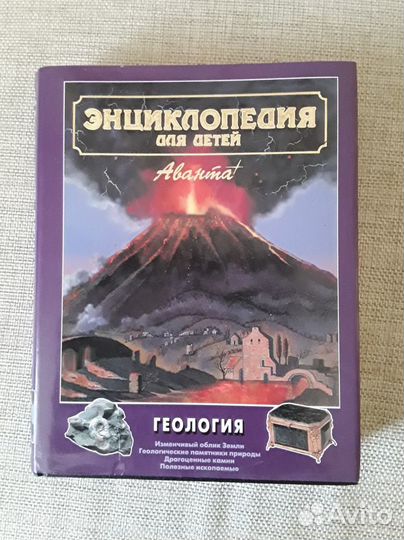 ЭНЦИКЛОПЕДИЯ
ДЛЯ ДЕТЕЙ
Аванта+
ГЕОЛОГИЯ
Изменчивый облик Земли
Геологические памятники природы
Драгоценные камни
Полезные ископаемые
Avito